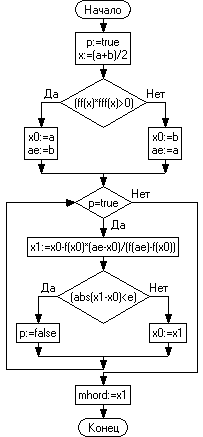 Начало
p:=true
x:=(a+b)/2
Да
Нет
(ff(x)*fff(x)>0)
x0:=a
ae:=b
x0:=b
ae:=a
p=true
Нет
Да
x1:=x0-f(x0)*(ae-x0)/(f(ae)-f(x0))
Да
Нет
(abs(x1-x0)<e)
p:=false
x0:=x1
mhord:=x1
Конец